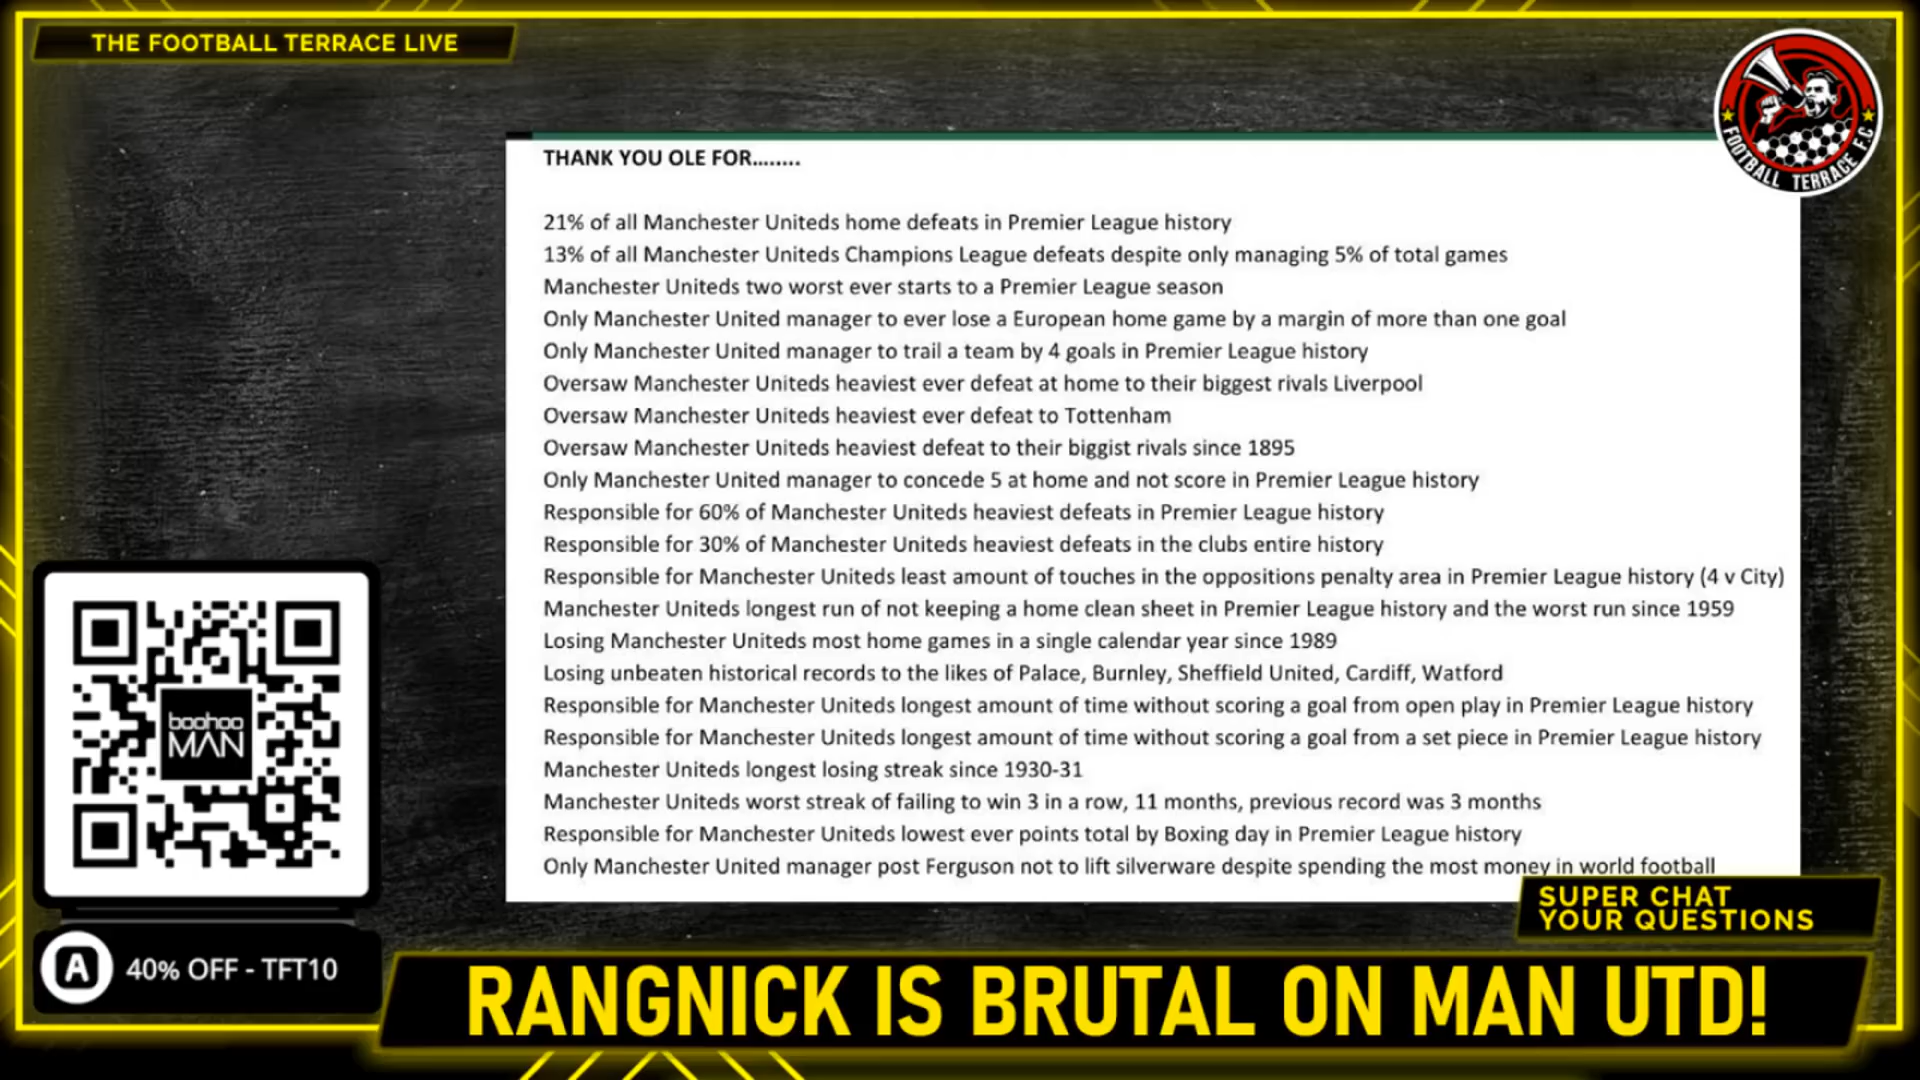 THE FOOTBALL TERRACE LIVE
FOOTBALL TERRACE F.C
THANK YOU OLE FOR........
21% of all Manchester Uniteds home defeats in Premier League history
13% of all Manchester Uniteds Champions League defeats despite only managing 5% of total games
Manchester Uniteds two worst ever starts to a Premier League season
Only Manchester United manager to ever lose a European home game by a margin of more than one goal
Only Manchester United manager to trail a team by 4 goals in Premier League history
Oversaw Manchester Uniteds heaviest ever defeat at home to their biggest rivals Liverpool
Oversaw Manchester Uniteds heaviest ever defeat to Tottenham
Oversaw Manchester Uniteds heaviest defeat to their biggist rivals since 1895
Only Manchester United manager to concede 5 at home and not score in Premier League history
Responsible for 60% of Manchester Uniteds heaviest defeats in Premier League history
Responsible for 30% of Manchester Uniteds heaviest defeats in the clubs entire history
Responsible for Manchester Uniteds least amount of touches in the oppositions penalty area in Premier League history (4 v City)
Manchester Uniteds longest run of not keeping a home clean sheet in Premier League history and the worst run since 1959
Losing Manchester Uniteds most home games in a single calendar year since 1989
Losing unbeaten historical records to the likes of Palace, Burnley, Sheffield United, Cardiff, Watford
Responsible for Manchester Uniteds longest amount of time without scoring a goal from open play in Premier League history
Responsible for Manchester Uniteds longest amount of time without scoring a goal from a set piece in Premier League history
Manchester Uniteds longest losing streak since 1930-31
Manchester Uniteds worst streak of failing to win 3 in a row, 11 months, previous record was 3 months
Responsible for Manchester Uniteds lowest ever points total by Boxing day in Premier League history
Only Manchester United manager post Ferguson not to lift silverware despite spending the most money in world football
boohoo
MAN
SUPER CHAT
YOUR QUESTIONS
A 40% OFF - TFT10
RANGNICK IS BRUTAL ON MAN UTD!